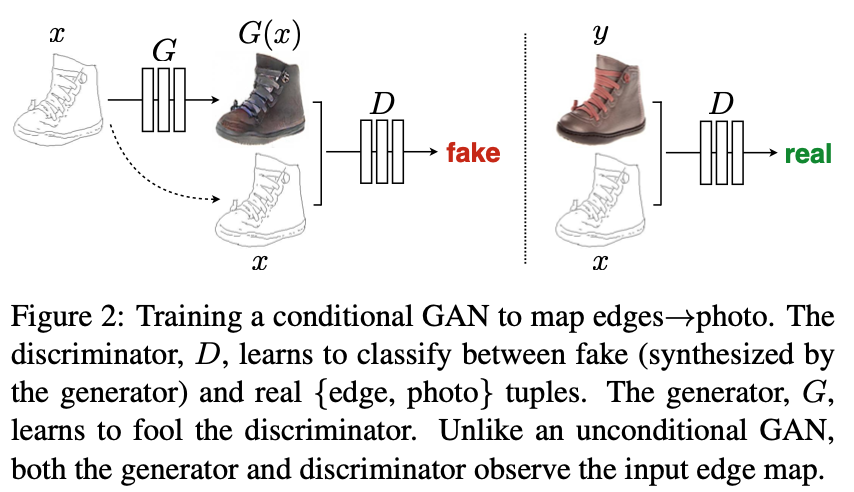 x
G
G(x)
D
fake
x
y
D
real
x
Figure 2: Training a conditional GAN to map edges→photo. The
discriminator, D, learns to classify between fake (synthesized by
the generator) and real {edge, photo} tuples. The generator, G,
learns to fool the discriminator. Unlike an unconditional GAN,
both the generator and discriminator observe the input edge map.